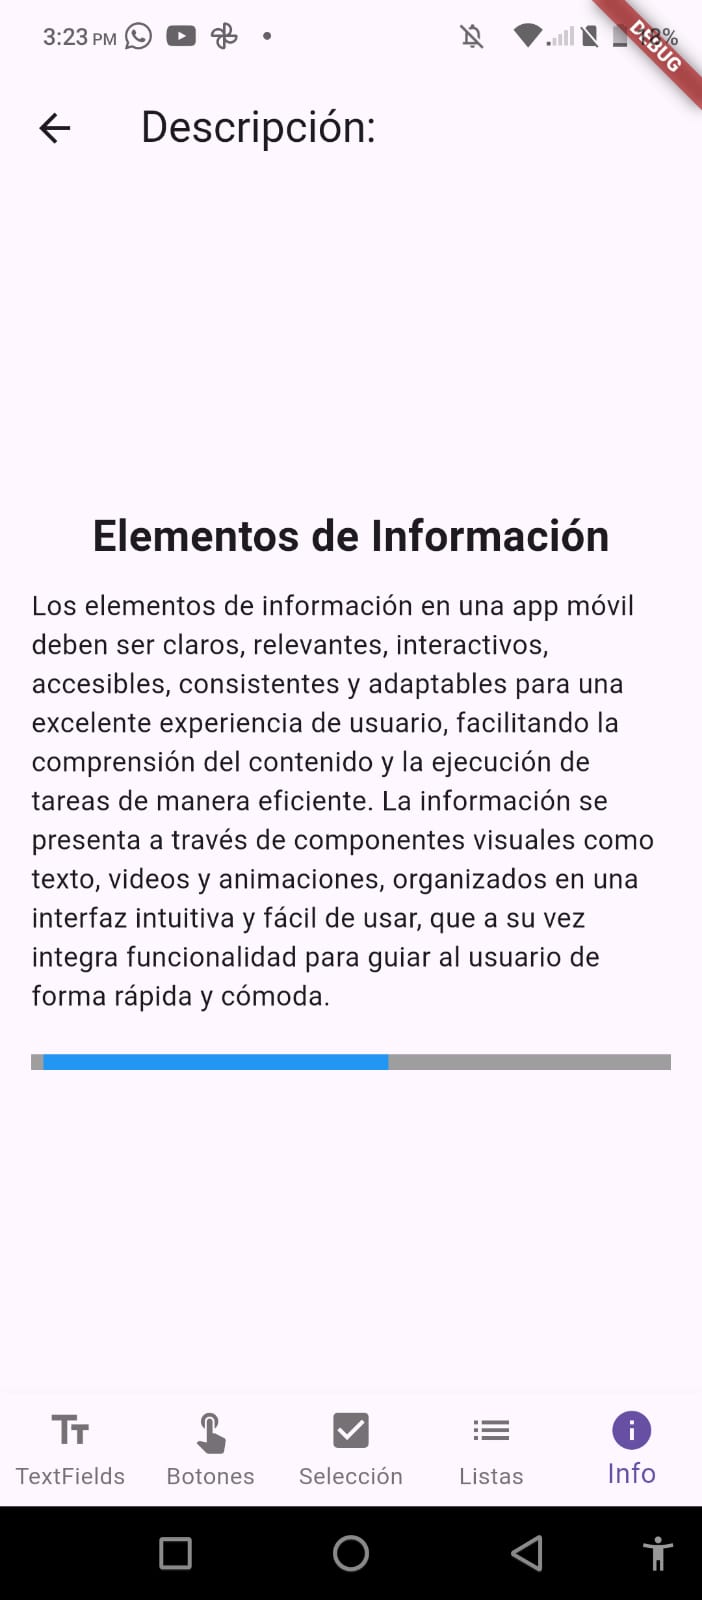 3:23 PM
DEBUG
Descripción:
Elementos de Información
Los elementos de información en una app móvil
deben ser claros, relevantes, interactivos,
accesibles, consistentes y adaptables para una
excelente experiencia de usuario, facilitando la
comprensión del contenido y la ejecución de
tareas de manera eficiente. La información se
presenta a través de componentes visuales como
texto, videos y animaciones, organizados en una
interfaz intuitiva y fácil de usar, que a su vez
integra funcionalidad para guiar al usuario de
forma rápida y cómoda.
TextFields Botones Selección Listas Info